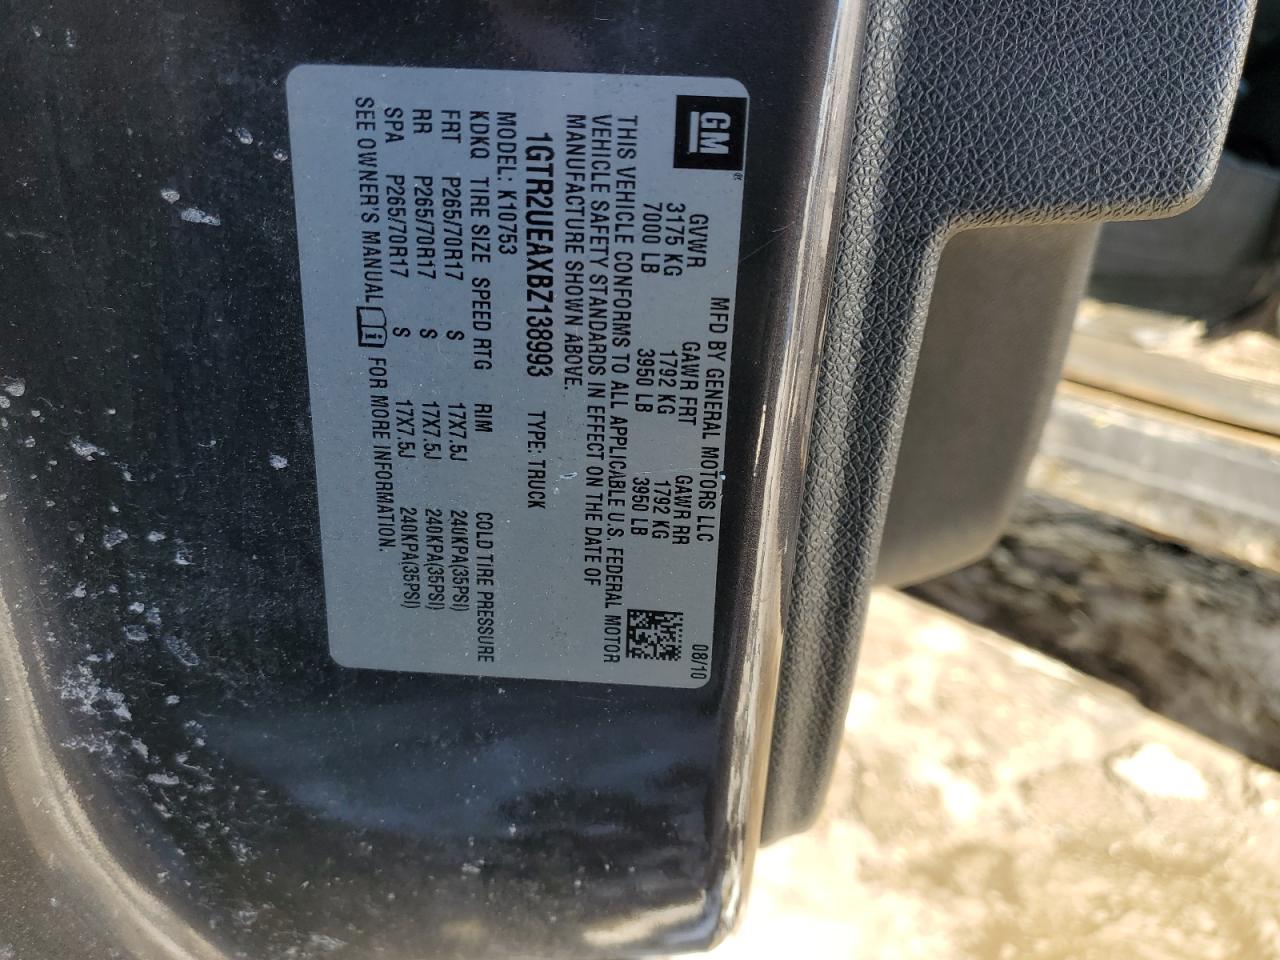 GM®
MFD BY GENERAL MOTORS LLC 08/10
GVWR GAWR FRT GAWR RR
3175 KG 1792 KG 1792 KG
7000 LB 3950 LB 3950 LB
THIS VEHICLE CONFORMS TO ALL APPLICABLE U.S. FEDERAL MOTOR
VEHICLE SAFETY STANDARDS IN EFFECT ON THE DATE OF
MANUFACTURE SHOWN ABOVE.
1GTR2UEAXBZ138993 TYPE: TRUCK
MODEL: K10753
KDKQ TIRE SIZE SPEED RTG RIM COLD TIRE PRESSURE
FRT P265/70R17 S 17X7.5J 240KPA(35PSI)
RR P265/70R17 S 17X7.5J 240KPA(35PSI)
SPA P265/70R17 S 17X7.5J 240KPA(35PSI)
SEE OWNER'S MANUAL i FOR MORE INFORMATION.